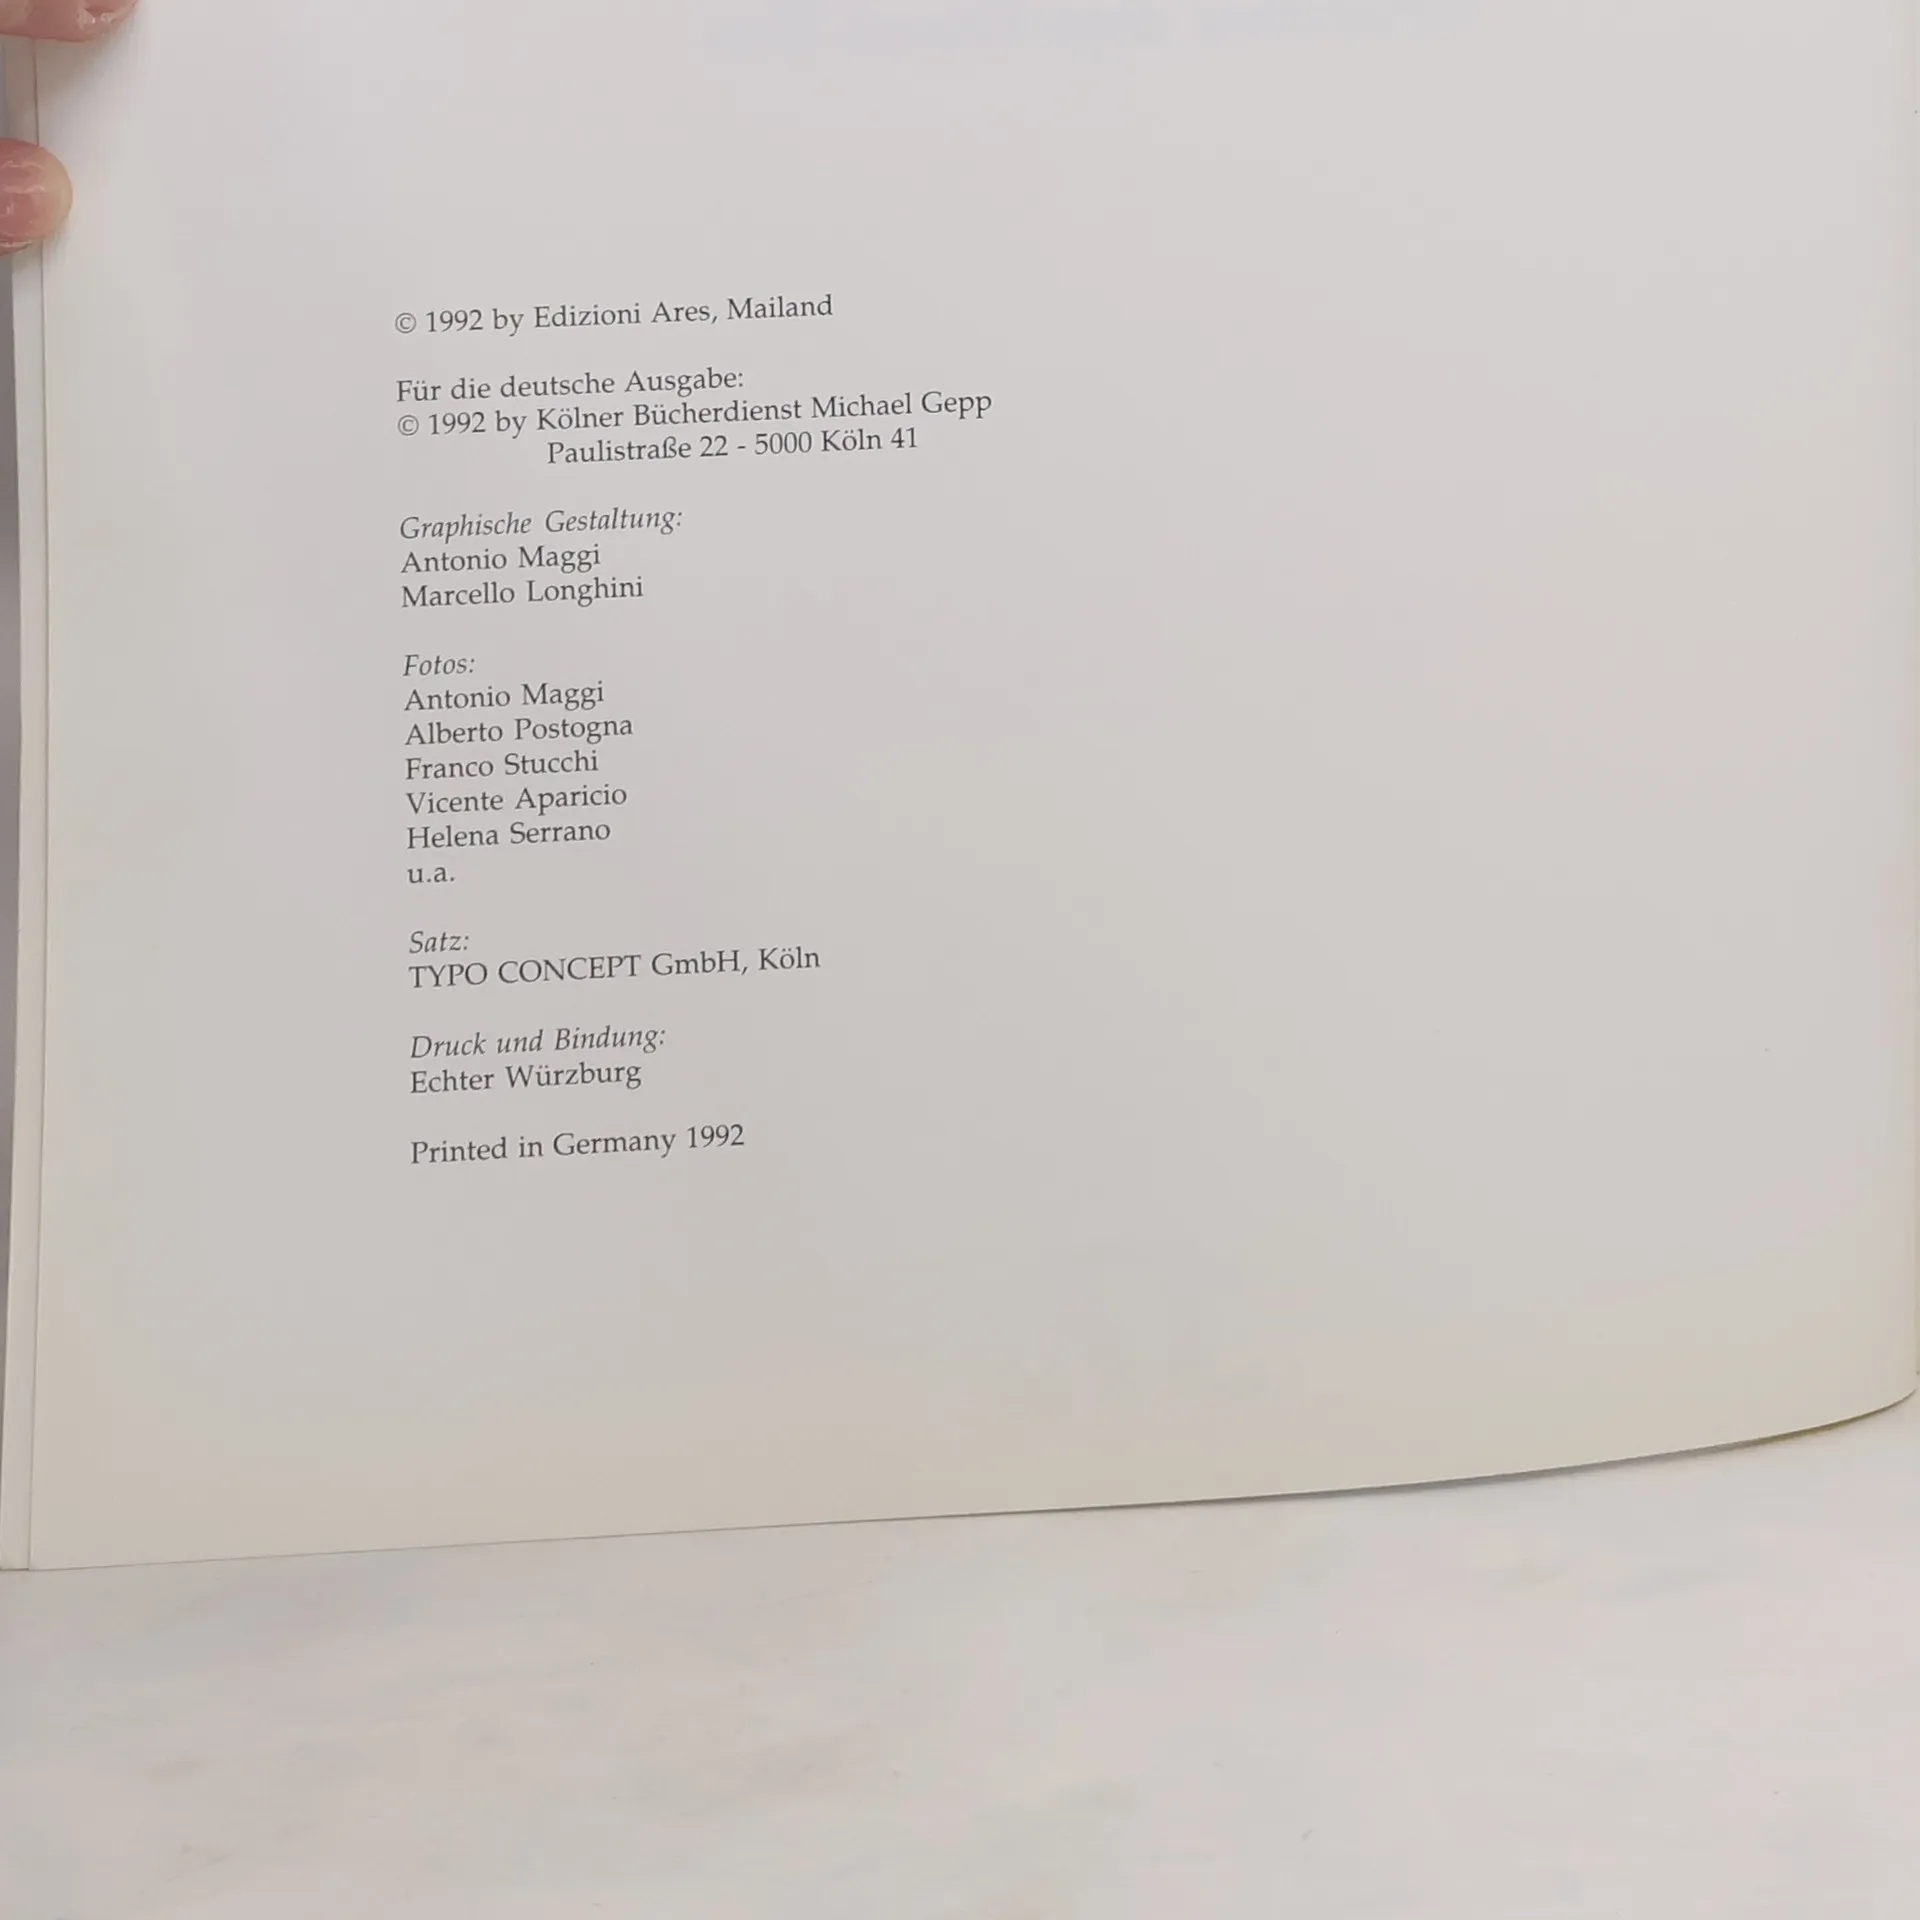 © 1992 by Edizioni Ares, Mailand
Für die deutsche Ausgabe:
© 1992 by Kölner Bücherdienst Michael Gepp
Paulistraße 22 - 5000 Köln 41
Graphische Gestaltung:
Antonio Maggi
Marcello Longhini
Fotos:
Antonio Maggi
Alberto Postogna
Franco Stucchi
Vicente Aparicio
Helena Serrano
u.a.
Satz:
TYPO CONCEPT GmbH, Köln
Druck und Bindung:
Echter Würzburg
Printed in Germany 1992